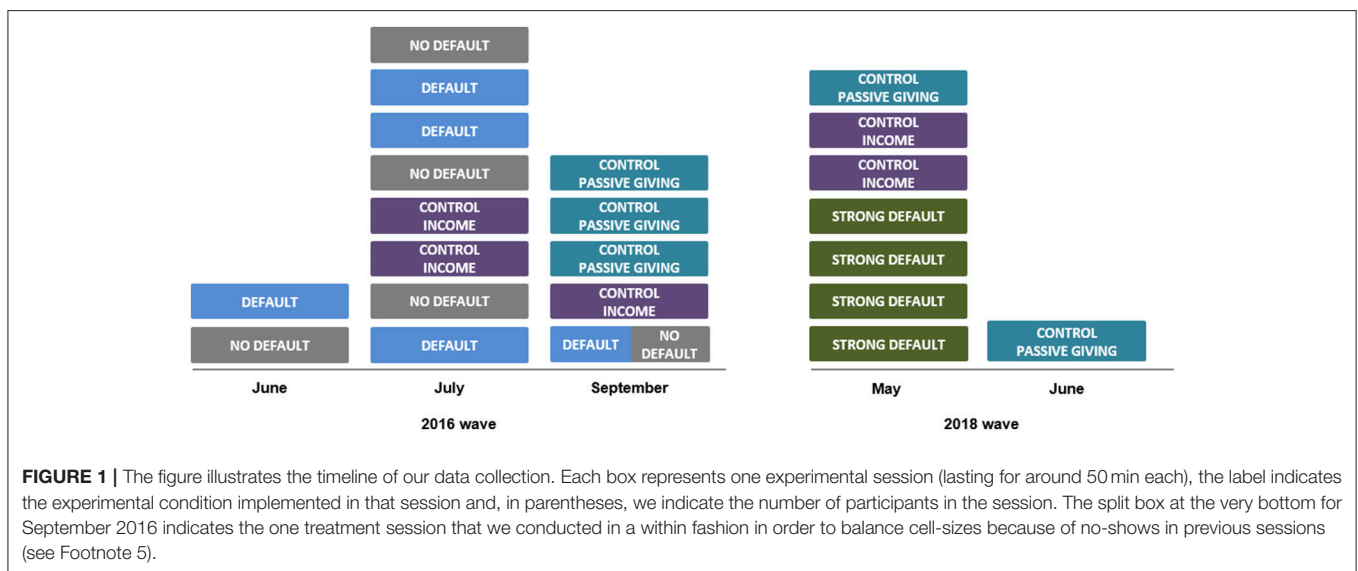 NO DEFAULT
DEFAULT
DEFAULT
NO DEFAULT
CONTROL
INCOME
CONTROL
INCOME
NO DEFAULT
DEFAULT
DEFAULT
NO DEFAULT
CONTROL
PASSIVE GIVING
CONTROL
PASSIVE GIVING
CONTROL
PASSIVE GIVING
CONTROL
INCOME
DEFAULT
NO
DEFAULT
CONTROL
PASSIVE GIVING
CONTROL
INCOME
CONTROL
INCOME
STRONG DEFAULT
STRONG DEFAULT
STRONG DEFAULT
STRONG DEFAULT
CONTROL
PASSIVE GIVING
June July September May June
2016 wave 2018 wave
FIGURE 1 | The figure illustrates the timeline of our data collection. Each box represents one experimental session (lasting for around 50 min each), the label indicates
the experimental condition implemented in that session and, in parentheses, we indicate the number of participants in the session. The split box at the very bottom for
September 2016 indicates the one treatment session that we conducted in a within fashion in order to balance cell-sizes because of no-shows in previous sessions
(see Footnote 5).